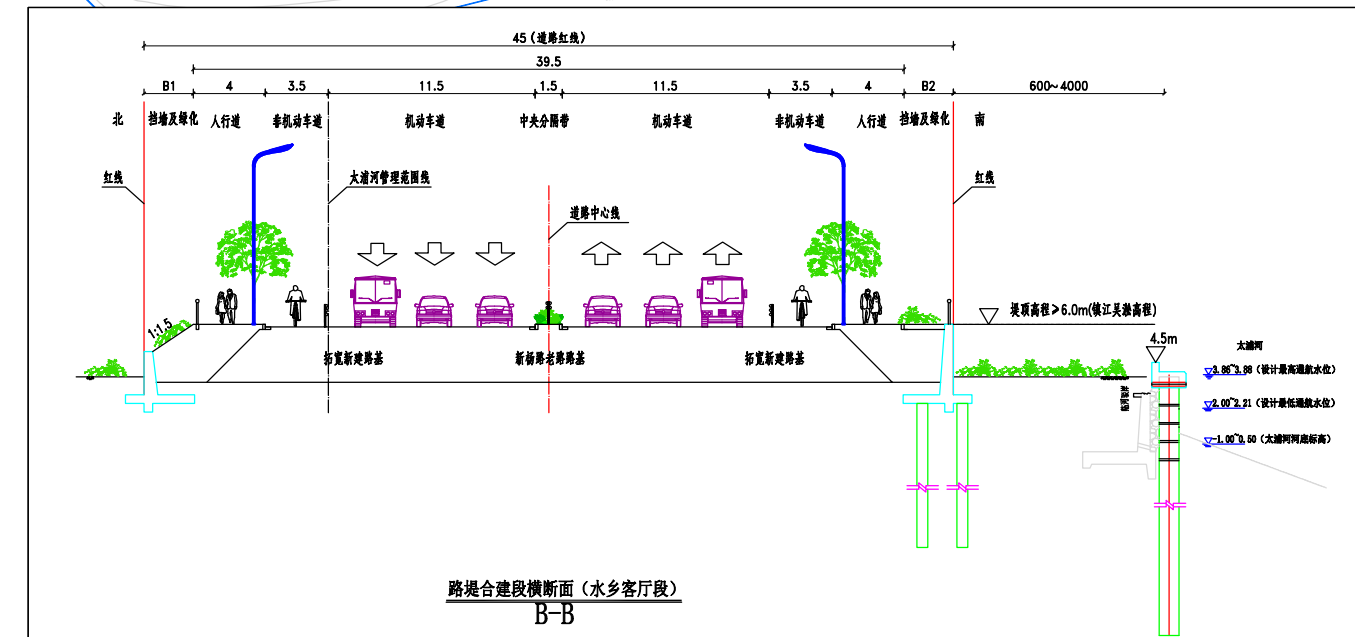 45（道路红线）
39.5
B1 4 3.5 11.5 1.5 11.5 3.5 4 B2 600~4000
北 挡墙及绿化 人行道 非机动车道 机动车道 中央分隔带 机动车道 非机动车道 人行道 挡墙及绿化 南
红线 太浦河管理范围线 道路中心线 红线
1:1.5
堤顶高程≥6.0m(镇江吴淞高程)
4.5m 太浦河
拓宽新建路基 新杨路老路路基 拓宽新建路基
3.86~3.88（设计最高通航水位）
2.00~2.21（设计最低通航水位）
-1.00~0.50（太浦河河底标高）
路堤合建段横断面（水乡客厅段）
B-B